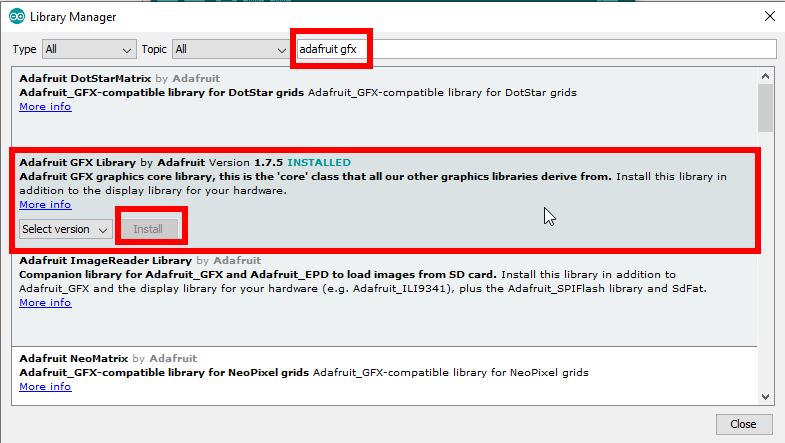 Library Manager
Type All Topic All adafruit gfx
Adafruit DotStarMatrix by Adafruit
Adafruit_GFX-compatible library for DotStar grids Adafruit_GFX-compatible library for DotStar grids
More info
Adafruit GFX Library by Adafruit Version 1.7.5 INSTALLED
Adafruit GFX graphics core library, this is the 'core' class that all our other graphics libraries derive from. Install this library in
addition to the display library for your hardware.
More info
Select version Install
Adafruit ImageReader Library by Adafruit
Companion library for Adafruit_GFX and Adafruit_EPD to load images from SD card. Install this library in addition to
Adafruit_GFX and the display library for your hardware (e.g. Adafruit_ILI9341), plus the Adafruit_SPIFlash library and SdFat.
More info
Adafruit NeoMatrix by Adafruit
Adafruit_GFX-compatible library for NeoPixel grids Adafruit_GFX-compatible library for NeoPixel grids
More info
Close